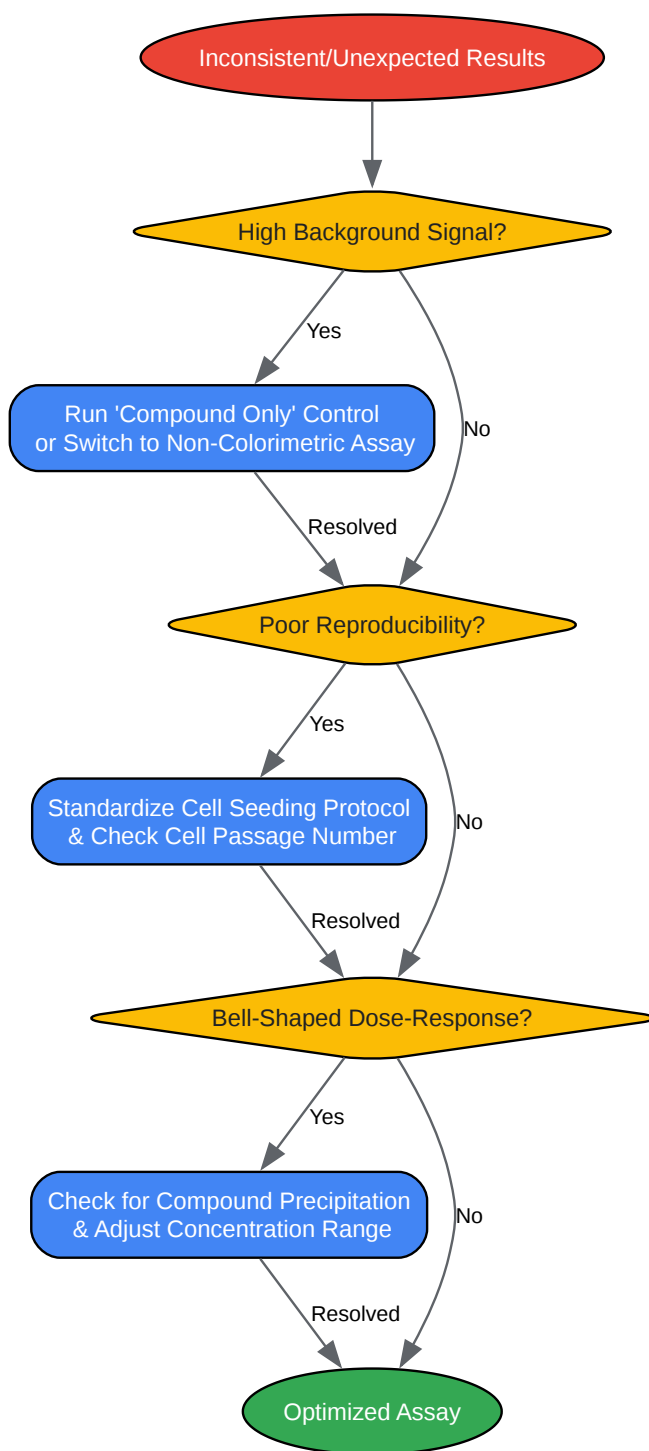 Inconsistent/Unexpected Results
High Background Signal?
Yes
Run 'Compound Only' Control
or Switch to Non-Colorimetric Assay
No
Resolved
Poor Reproducibility?
Yes
Standardize Cell Seeding Protocol
& Check Cell Passage Number
No
Resolved
Bell-Shaped Dose-Response?
Yes
Check for Compound Precipitation
& Adjust Concentration Range
No
Resolved
Optimized Assay